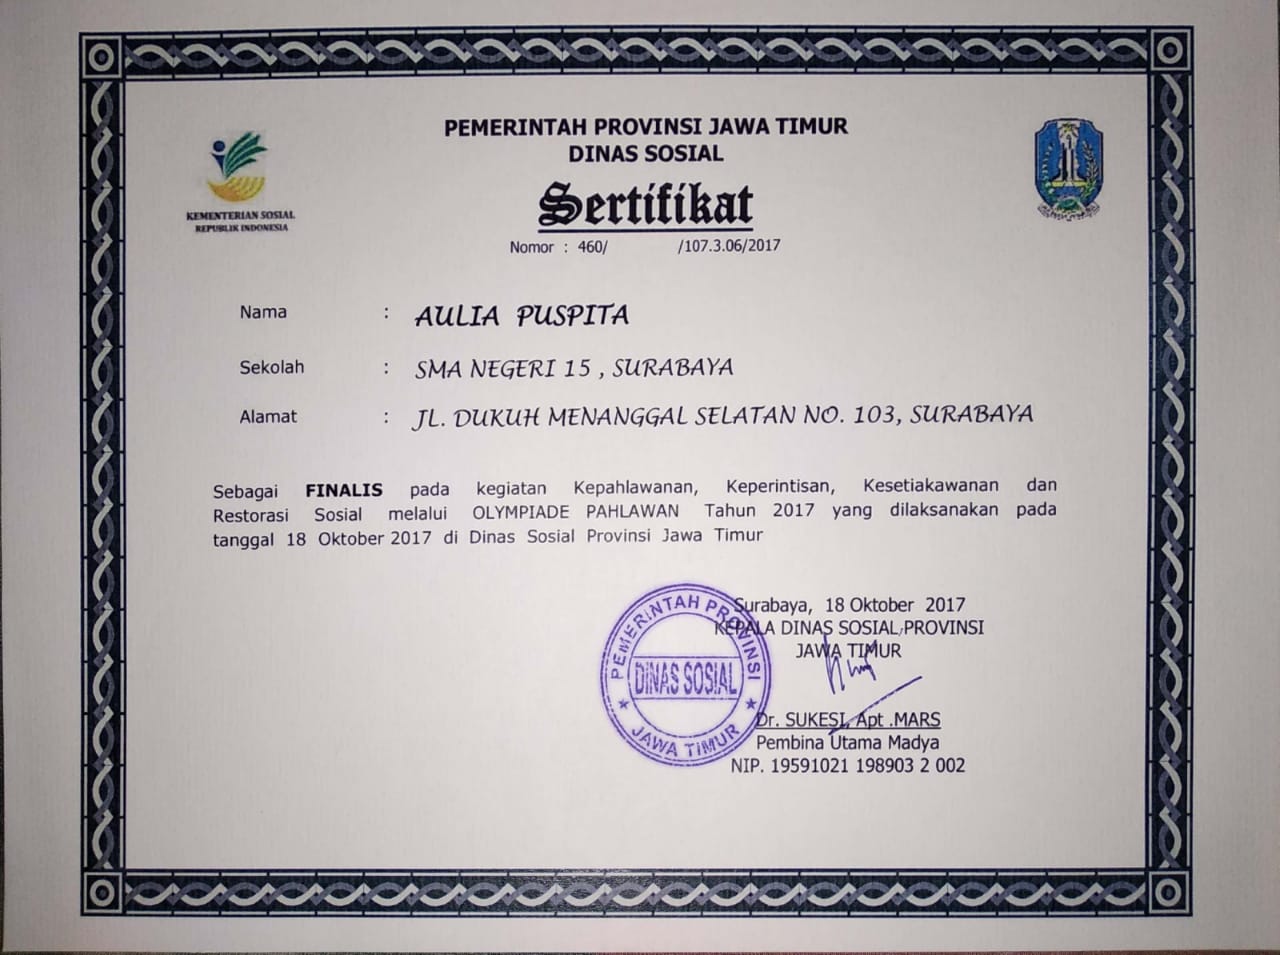 PEMERINTAH PROVINSI JAWA TIMUR
DINAS SOSIAL
Sertifikat
Nomor : 460/ /107.3.06/2017
KEMENTERIAN SOSIAL
REPUBLIK INDONESIA
Nama : AULIA PUSPITA
Sekolah : SMA NEGERI 15 , SURABAYA
Alamat : JL. DUKUH MENANGGAL SELATAN NO. 103, SURABAYA
Sebagai FINALIS pada kegiatan Kepahlawanan, Keperintisan, Kesetiakawanan dan
Restorasi Sosial melalui OLYMPIADE PAHLAWAN Tahun 2017 yang dilaksanakan pada
tanggal 18 Oktober 2017 di Dinas Sosial Provinsi Jawa Timur
Surabaya, 18 Oktober 2017
KEPALA DINAS SOSIAL PROVINSI
JAWA TIMUR
Dr. SUKESI, Apt .MARS
Pembina Utama Madya
NIP. 19591021 198903 2 002
PEMERINTAH PROVINSI
DINAS SOSIAL
JAWA TIMUR